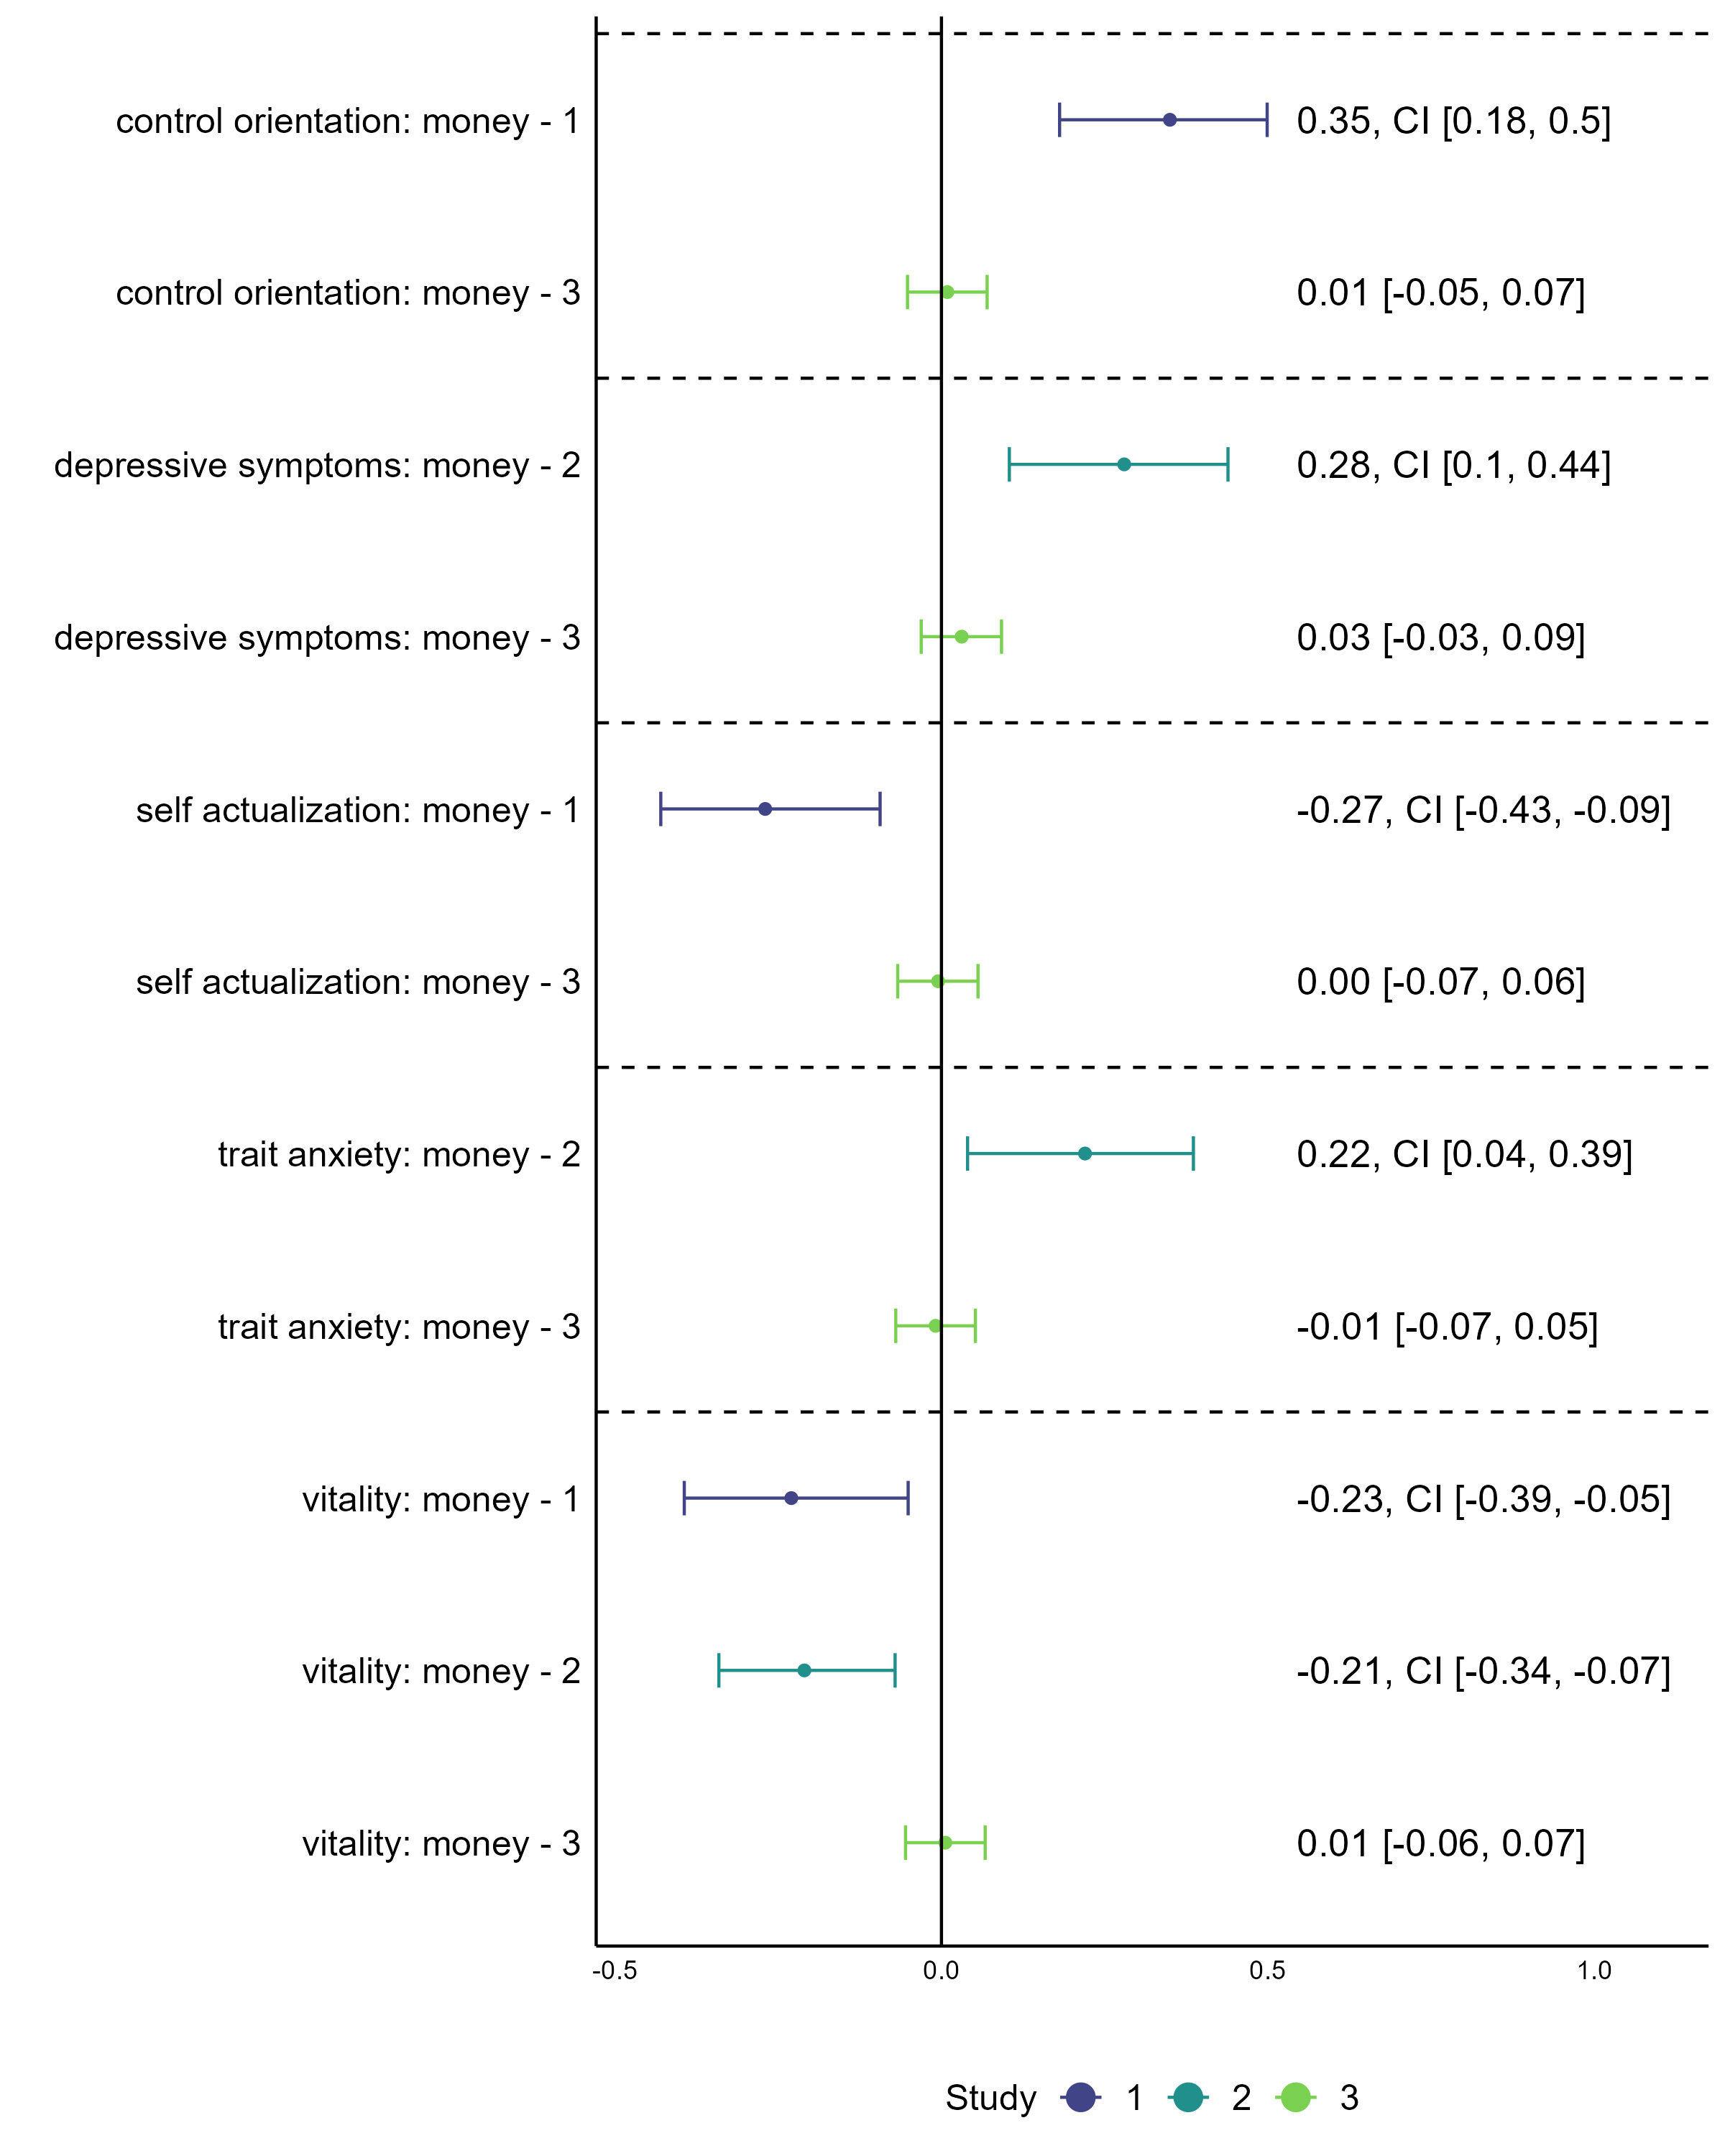 control orientation: money - 1 0.35, CI [0.18, 0.5]
control orientation: money - 3 0.01 [-0.05, 0.07]
depressive symptoms: money - 2 0.28, CI [0.1, 0.44]
depressive symptoms: money - 3 0.03 [-0.03, 0.09]
self actualization: money - 1 -0.27, CI [-0.43, -0.09]
self actualization: money - 3 0.00 [-0.07, 0.06]
trait anxiety: money - 2 0.22, CI [0.04, 0.39]
trait anxiety: money - 3 -0.01 [-0.07, 0.05]
vitality: money - 1 -0.23, CI [-0.39, -0.05]
vitality: money - 2 -0.21, CI [-0.34, -0.07]
vitality: money - 3 0.01 [-0.06, 0.07]
-0.5 0.0 0.5 1.0
Study 1 2 3